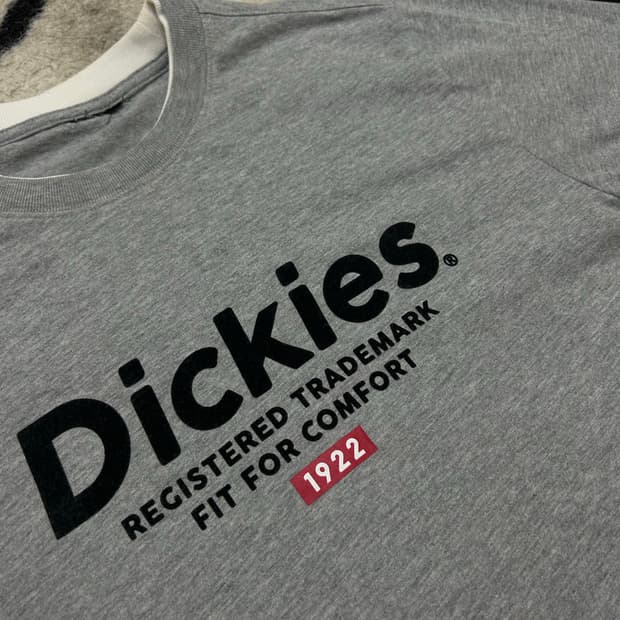 Dickies.®
REGISTERED TRADEMARK
FIT FOR COMFORT
1922